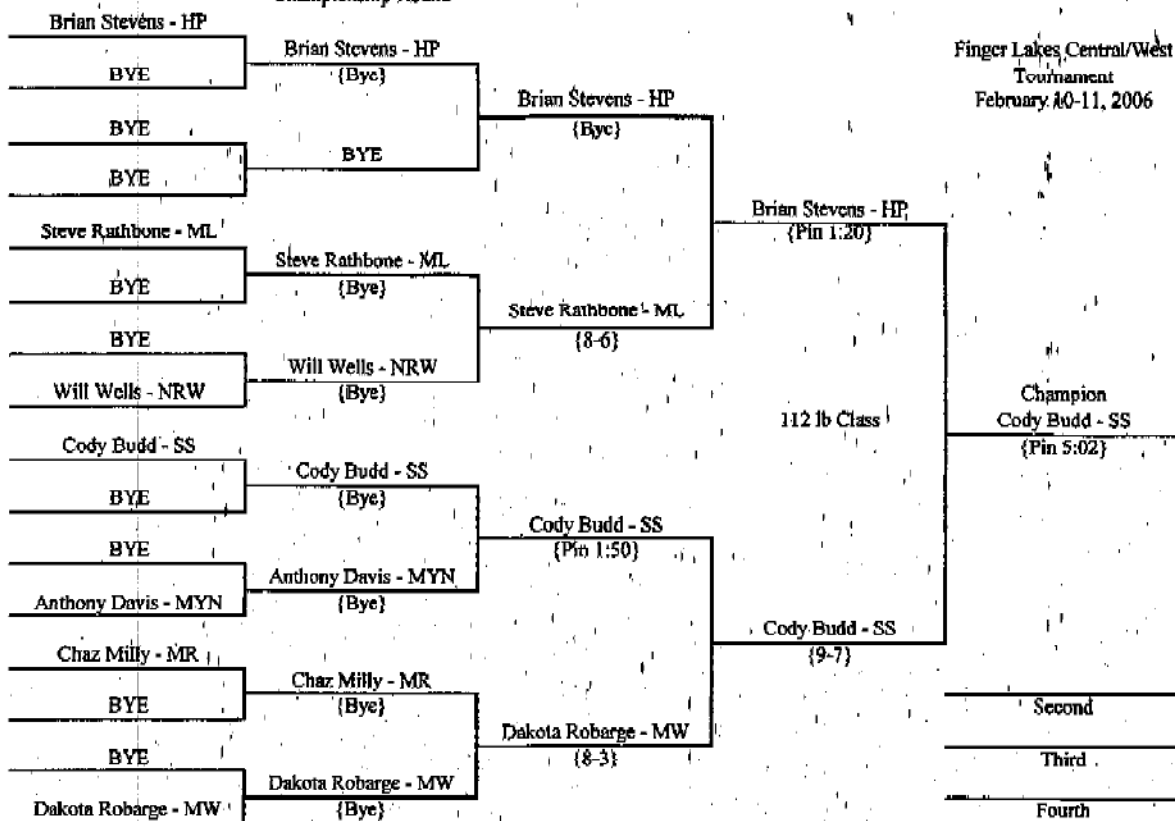 Championship Round
Finger Lakes Central/West
Tournament
February 10-11, 2006
Brian Stevens - HP
BYE
BYE
BYE
Steve Rathbone - ML
BYE
BYE
Will Wells - NRW
Cody Budd - SS
BYE
BYE
Anthony Davis - MYN
Chaz Milly - MR
BYE
BYE
Dakota Robarge - MW
Brian Stevens - HP
{Bye}
BYE
Steve Rathbone - ML
{Bye}
Will Wells - NRW
{Bye}
Cody Budd - SS
{Bye}
Anthony Davis - MYN
{Bye}
Chaz Milly - MR
{Bye}
Dakota Robarge - MW
{Bye}
Brian Stevens - HP
{Bye}
Steve Rathbone - ML
{8-6}
Cody Budd - SS
{Pin 1:50}
Dakota Robarge - MW
{8-3}
Brian Stevens - HP
{Pin 1:20}
112 lb Class
Cody Budd - SS
{9-7}
Champion
Cody Budd - SS
{Pin 5:02}
Second
Third
Fourth